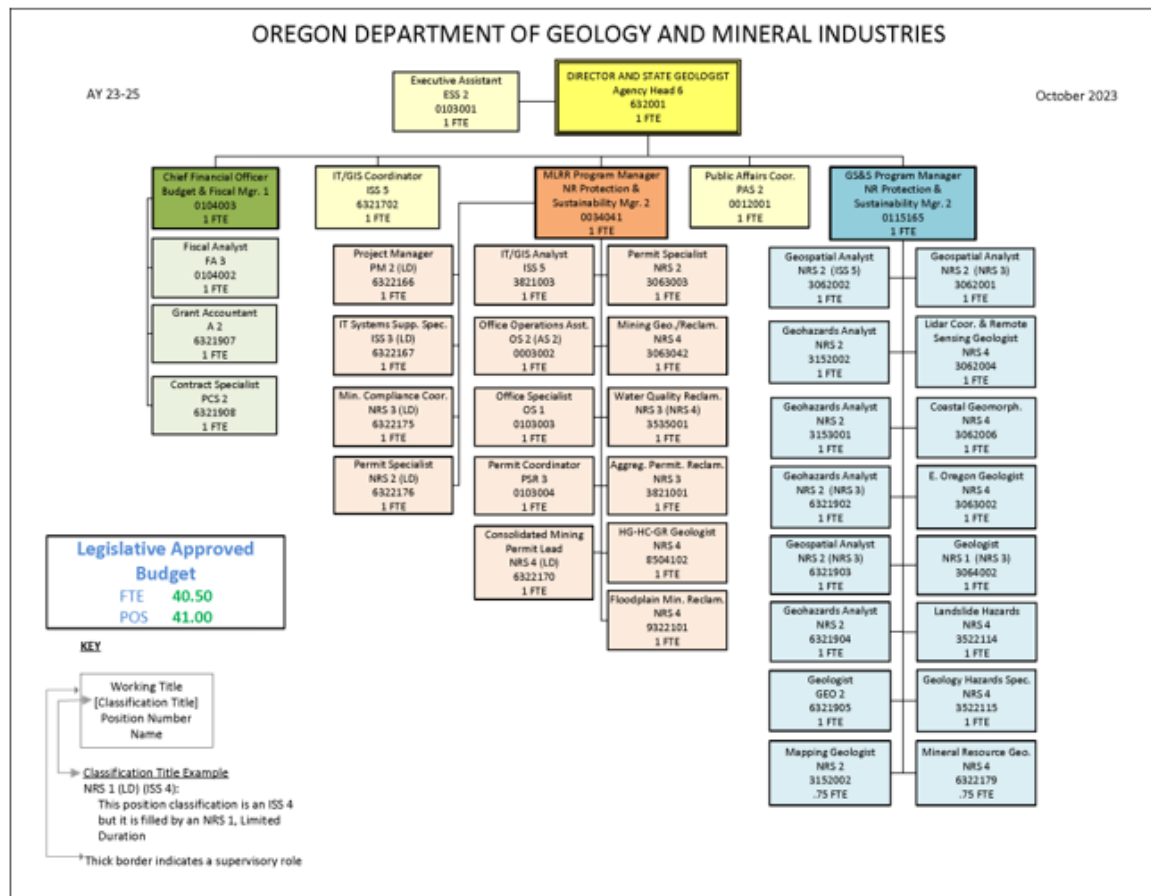 OREGON DEPARTMENT OF GEOLOGY AND MINERAL INDUSTRIES
AY 23-25
October 2023
Executive Assistant
ESS 2
0103001
1 FTE
DIRECTOR AND STATE GEOLOGIST
Agency Head 6
632001
1 FTE
Chief Financial Officer
Budget & Fiscal Mgr. 1
0104003
1 FTE
IT/GIS Coordinator
ISS 5
6321702
1 FTE
MLRR Program Manager
NR Protection &
Sustainability Mgr. 2
0034041
1 FTE
Public Affairs Coor.
PAS 2
0012001
1 FTE
GS&S Program Manager
NR Protection &
Sustainability Mgr. 2
0115165
1 FTE
Fiscal Analyst
FA 3
0104002
1 FTE
Grant Accountant
A 2
6321907
1 FTE
Contract Specialist
PCS 2
6321908
1 FTE
Project Manager
PM 2 (LD)
6322166
1 FTE
IT Systems Supp. Spec.
ISS 3 (LD)
6322167
1 FTE
Min. Compliance Coor.
NRS 3 (LD)
6322175
1 FTE
Permit Specialist
NRS 2 (LD)
6322176
1 FTE
IT/GIS Analyst
ISS 5
3821003
1 FTE
Office Operations Asst.
OS 2 (AS 2)
0003002
1 FTE
Office Specialist
OS 1
0103003
1 FTE
Permit Coordinator
PSR 3
0103004
1 FTE
Consolidated Mining
Permit Lead
NRS 4 (LD)
6322170
1 FTE
Permit Specialist
NRS 2
3063003
1 FTE
Mining Geo./Reclam.
NRS 4
3063042
1 FTE
Water Quality Reclam.
NRS 3 (NRS 4)
3535001
1 FTE
Aggreg. Permit. Reclam.
NRS 3
3821001
1 FTE
HG-HC-GR Geologist
NRS 4
8504102
1 FTE
Floodplain Min. Reclam.
NRS 4
9322101
1 FTE
Geospatial Analyst
NRS 2 (ISS 5)
3062002
1 FTE
Geohazards Analyst
NRS 2
3152002
1 FTE
Geohazards Analyst
NRS 2
3153001
1 FTE
Geohazards Analyst
NRS 2 (NRS 3)
6321902
1 FTE
Geospatial Analyst
NRS 2 (NRS 3)
6321903
1 FTE
Geohazards Analyst
NRS 2
6321904
1 FTE
Geologist
GEO 2
6321905
1 FTE
Mapping Geologist
NRS 2
3152002
.75 FTE
Geospatial Analyst
NRS 2 (NRS 3)
3062001
1 FTE
Lidar Coor. & Remote
Sensing Geologist
NRS 4
3062004
1 FTE
Coastal Geomorph.
NRS 4
3062006
1 FTE
E. Oregon Geologist
NRS 4
3063002
1 FTE
Geologist
NRS 1 (NRS 3)
3064002
1 FTE
Landslide Hazards
NRS 4
3522114
1 FTE
Geology Hazards Spec.
NRS 4
3522115
1 FTE
Mineral Resource Geo.
NRS 4
6322179
.75 FTE
Legislative Approved
Budget
FTE 40.50
POS 41.00
KEY
Working Title
[Classification Title]
Position Number
Name
Classification Title Example
NRS 1 (LD) (ISS 4):
This position classification is an ISS 4
but it is filled by an NRS 1, Limited
Duration
Thick border indicates a supervisory role